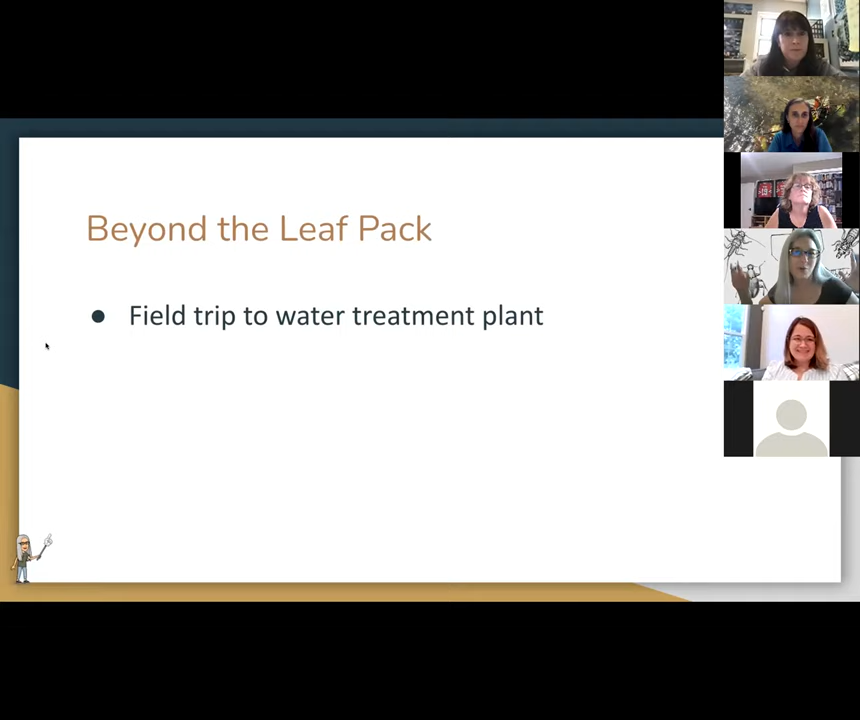 Beyond the Leaf Pack
● Field trip to water treatment plant